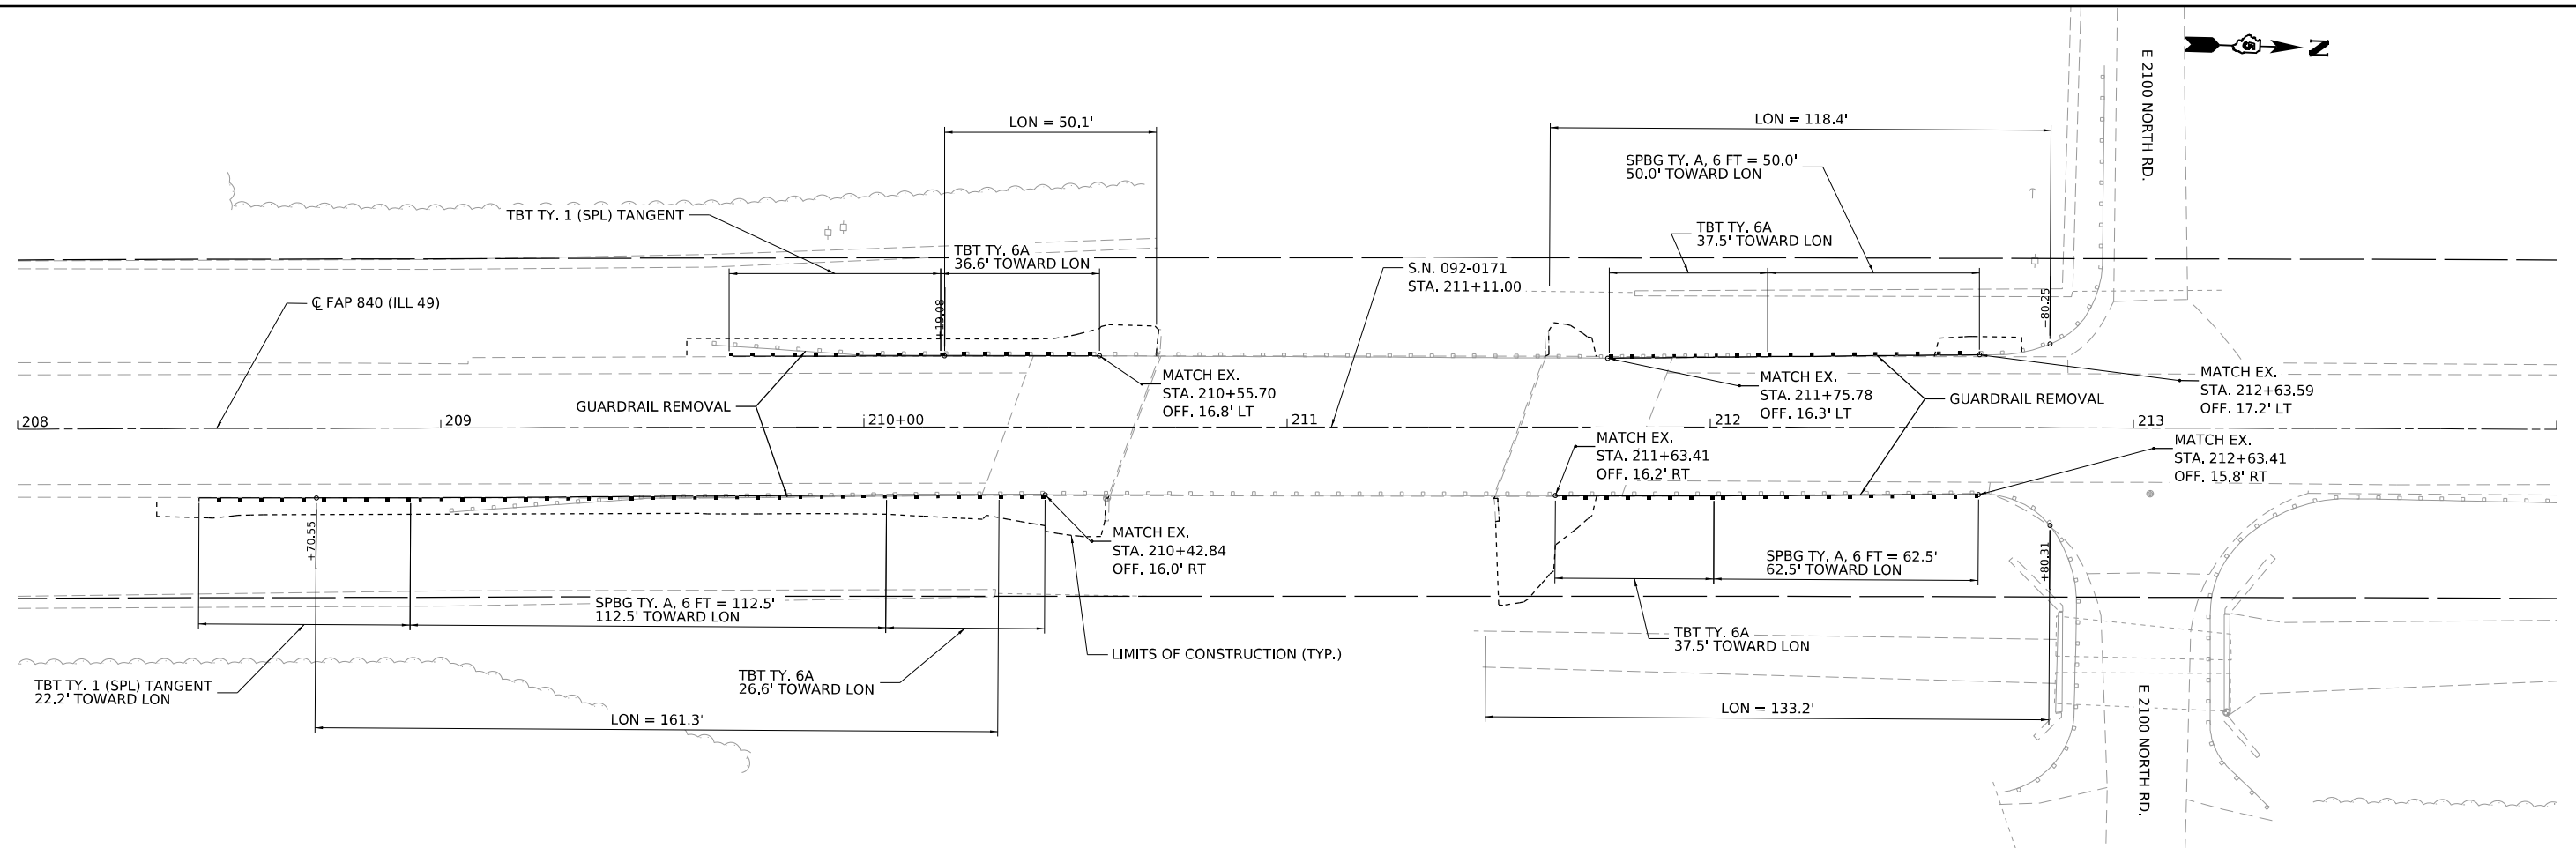 E 2100 NORTH RD.
N
LON = 50.1'
LON = 118.4'
SPBG TY. A, 6 FT = 50.0'
50.0' TOWARD LON
TBT TY. 1 (SPL) TANGENT
TBT TY. 6A
36.6' TOWARD LON
TBT TY. 6A
37.5' TOWARD LON
S.N. 092-0171
STA. 211+11.00
℄ FAP 840 (ILL 49)
+19.08
+80.25
MATCH EX.
STA. 210+55.70
OFF. 16.8' LT
MATCH EX.
STA. 211+75.78
OFF. 16.3' LT
MATCH EX.
STA. 212+63.59
OFF. 17.2' LT
GUARDRAIL REMOVAL
GUARDRAIL REMOVAL
208
209
210+00
211
212
213
MATCH EX.
STA. 211+63.41
OFF. 16.2' RT
MATCH EX.
STA. 212+63.41
OFF. 15.8' RT
+70.55
+80.31
MATCH EX.
STA. 210+42.84
OFF. 16.0' RT
SPBG TY. A, 6 FT = 62.5'
62.5' TOWARD LON
SPBG TY. A, 6 FT = 112.5'
112.5' TOWARD LON
TBT TY. 6A
37.5' TOWARD LON
LIMITS OF CONSTRUCTION (TYP.)
TBT TY. 1 (SPL) TANGENT
22.2' TOWARD LON
TBT TY. 6A
26.6' TOWARD LON
LON = 161.3'
LON = 133.2'
E 2100 NORTH RD.